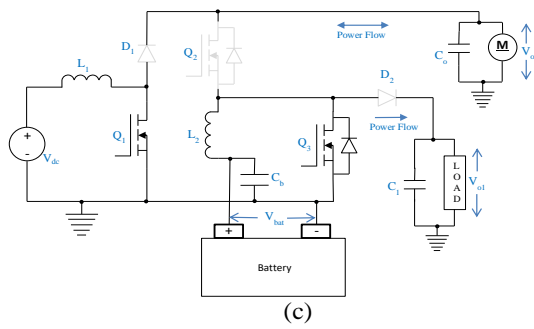 D1
Q2
Power Flow
Co
M
Vo
L1
D2
Q1
L2
Q3
Power Flow
Vdc
Cb
C1
LOAD
Vo1
Vbat
+
-
+
-
Battery
(c)